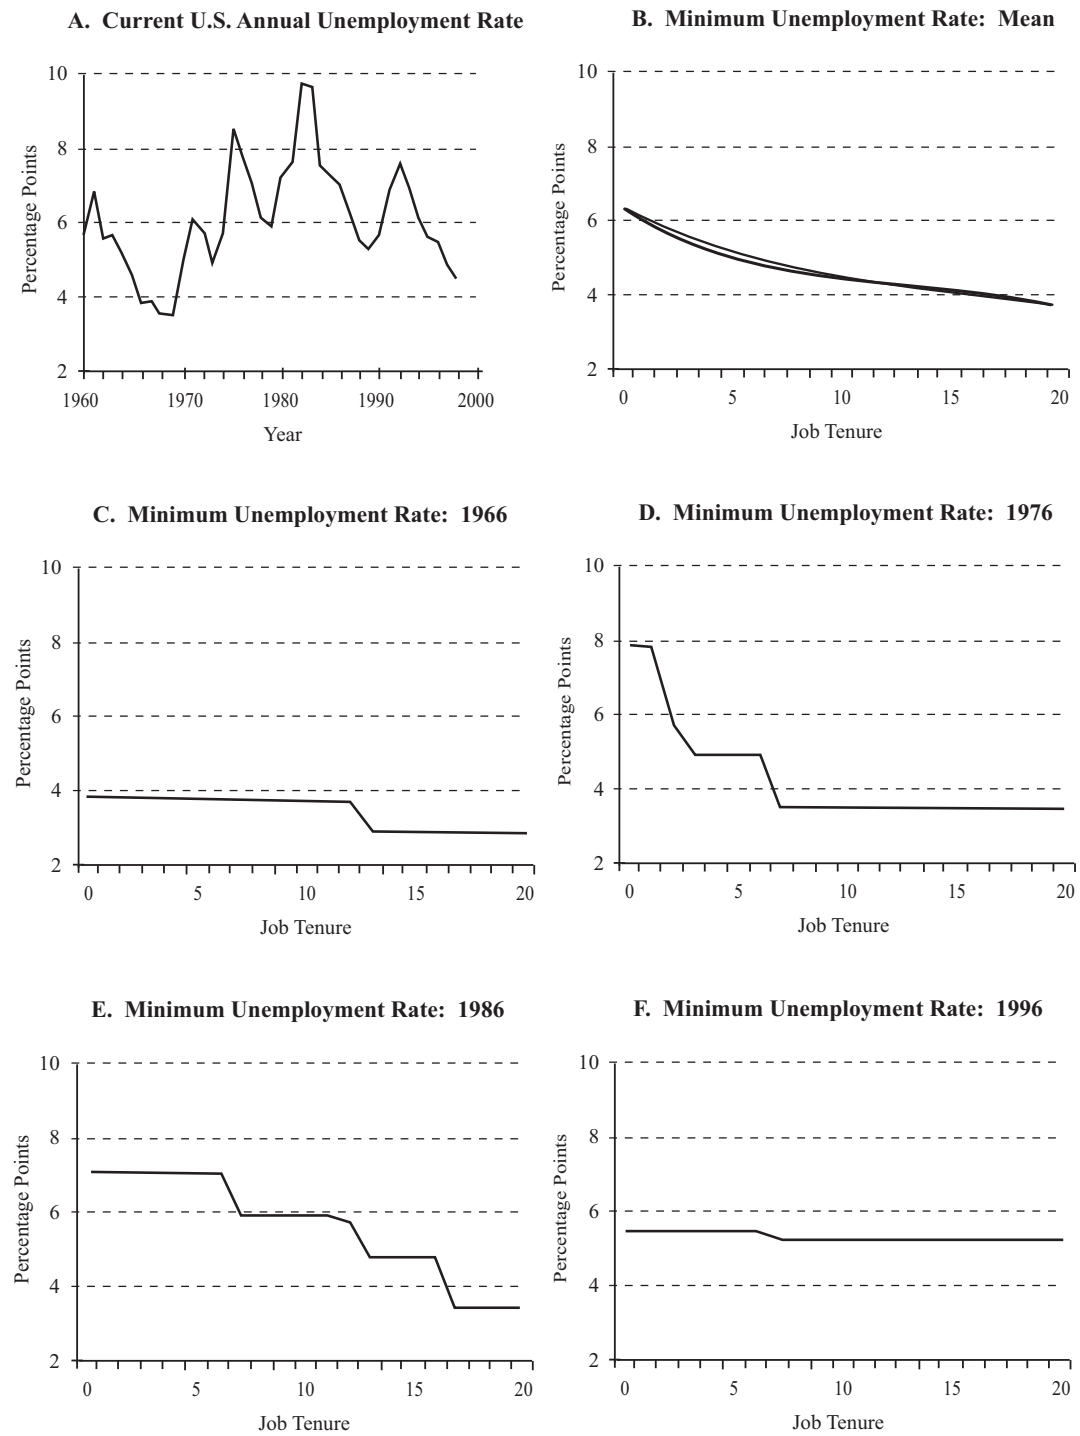 A. Current U.S. Annual Unemployment Rate
10
8
6
4
2
Percentage Points
1960 1970 1980 1990 2000
Year
B. Minimum Unemployment Rate: Mean
10
8
6
4
2
Percentage Points
0 5 10 15 20
Job Tenure
C. Minimum Unemployment Rate: 1966
10
8
6
4
2
Percentage Points
0 5 10 15 20
Job Tenure
D. Minimum Unemployment Rate: 1976
10
8
6
4
2
Percentage Points
0 5 10 15 20
Job Tenure
E. Minimum Unemployment Rate: 1986
10
8
6
4
2
Percentage Points
0 5 10 15 20
Job Tenure
F. Minimum Unemployment Rate: 1996
10
8
6
4
2
Percentage Points
0 5 10 15 20
Job Tenure